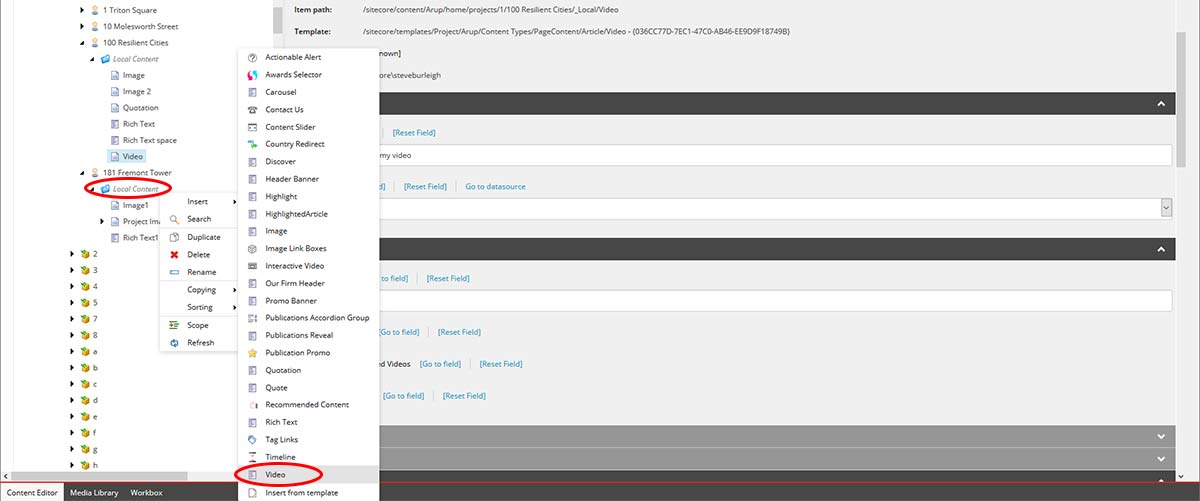 1 Triton Square
10 Molesworth Street
100 Resilient Cities
Local Content
Image
Image 2
Quotation
Rich Text
Rich Text space
Video
181 Fremont Tower
Local Content
Image1
Project Ima
Rich Text1
2
3
4
5
7
8
a
b
c
d
e
f
g
h
Insert
Search
Duplicate
Delete
Rename
Copying
Sorting
Scope
Refresh
Actionable Alert
Awards Selector
Carousel
Contact Us
Content Slider
Country Redirect
Discover
Header Banner
Highlight
HighlightedArticle
Image
Image Link Boxes
Interactive Video
Our Firm Header
Promo Banner
Publications Accordion Group
Publications Reveal
Publication Promo
Quotation
Quote
Recommended Content
Rich Text
Tag Links
Timeline
Video
Insert from template
Item path: /sitecore/content/Arup/home/projects/1/100 Resilient Cities/_Local/Video
Template: /sitecore/templates/Project/Arup/Content Types/PageContent/Article/Video - {036CC77D-7EC1-47C0-AB46-EE9D9F18749B}
nown]
ore\steveburleigh
[Reset Field]
my video
d] [Reset Field] Go to datasource
to field] [Reset Field]
[Go to field] [Reset Field]
ed Videos [Go to field] [Reset Field]
[Go to field] [Reset Field]
Content Editor Media Library Workbox